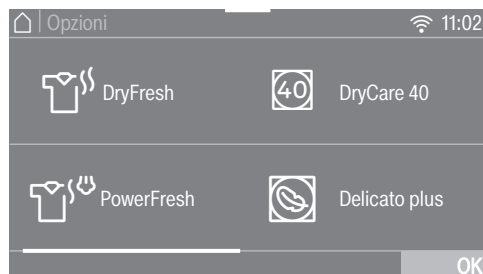 Opzioni 11:02
DryFresh
40 DryCare 40
PowerFresh
Delicato plus
OK